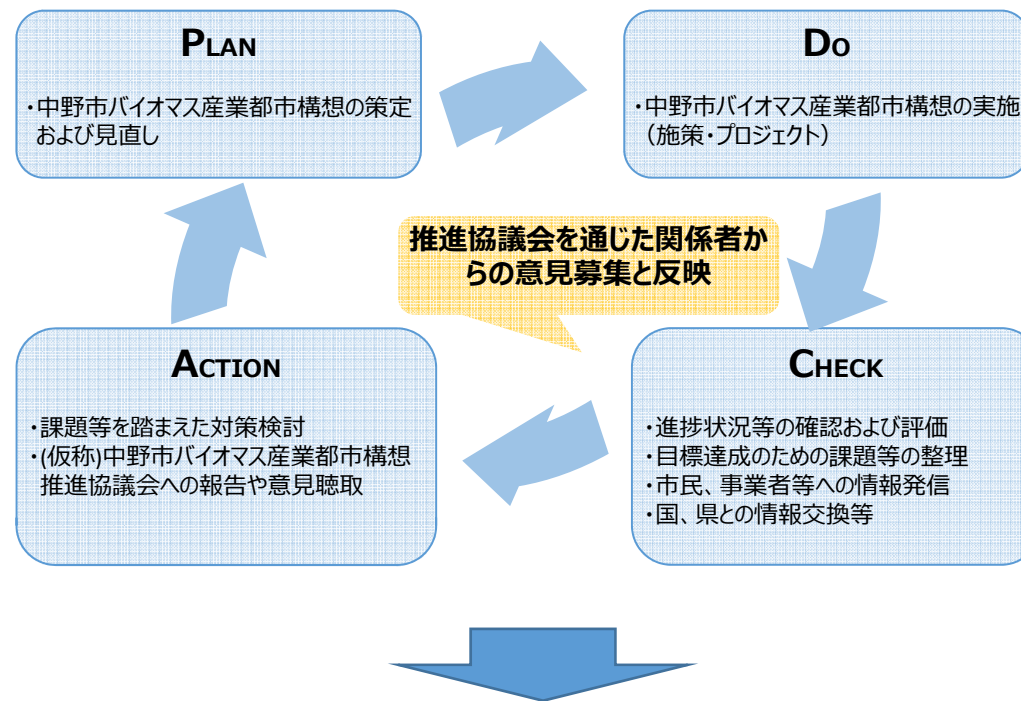 PLAN
・中野市バイオマス産業都市構想の策定
および見直し
DO
・中野市バイオマス産業都市構想の実施
（施策・プロジェクト）
推進協議会を通じた関係者か
らの意見募集と反映
ACTION
・課題等を踏まえた対策検討
・(仮称)中野市バイオマス産業都市構想
推進協議会への報告や意見聴取
CHECK
・進捗状況等の確認および評価
・目標達成のための課題等の整理
・市民、事業者等への情報発信
・国、県との情報交換等